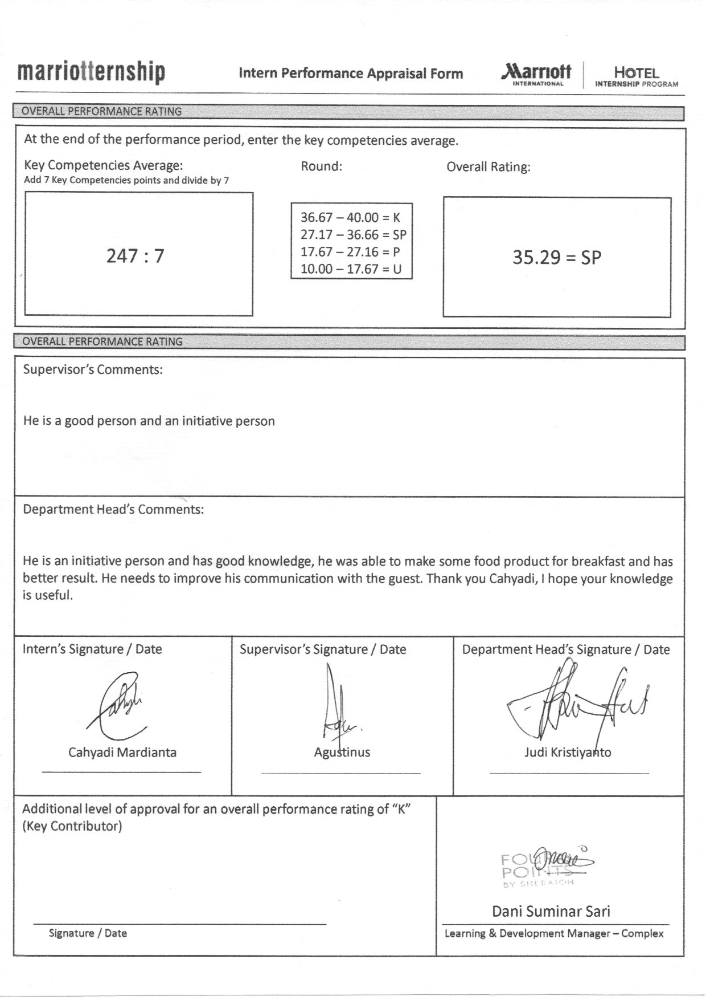 marriotternship
Intern Performance Appraisal Form
Marriott
INTERNATIONAL
HOTEL
INTERNSHIP PROGRAM
OVERALL PERFORMANCE RATING
At the end of the performance period, enter the key competencies average.
Key Competencies Average:
Add 7 Key Competencies points and divide by 7
247 : 7
Round:
36.67 – 40.00 = K
27.17 – 36.66 = SP
17.67 – 27.16 = P
10.00 – 17.67 = U
Overall Rating:
35.29 = SP
OVERALL PERFORMANCE RATING
Supervisor's Comments:
He is a good person and an initiative person
Department Head's Comments:
He is an initiative person and has good knowledge, he was able to make some food product for breakfast and has
better result. He needs to improve his communication with the guest. Thank you Cahyadi, I hope your knowledge
is useful.
Intern's Signature / Date
Cahyadi Mardianta
Supervisor's Signature / Date
Agustinus
Department Head's Signature / Date
Judi Kristiyanto
Additional level of approval for an overall performance rating of "K"
(Key Contributor)
Signature / Date
FOUR
POINTS
BY SHERATON
Dani Suminar Sari
Learning & Development Manager – Complex